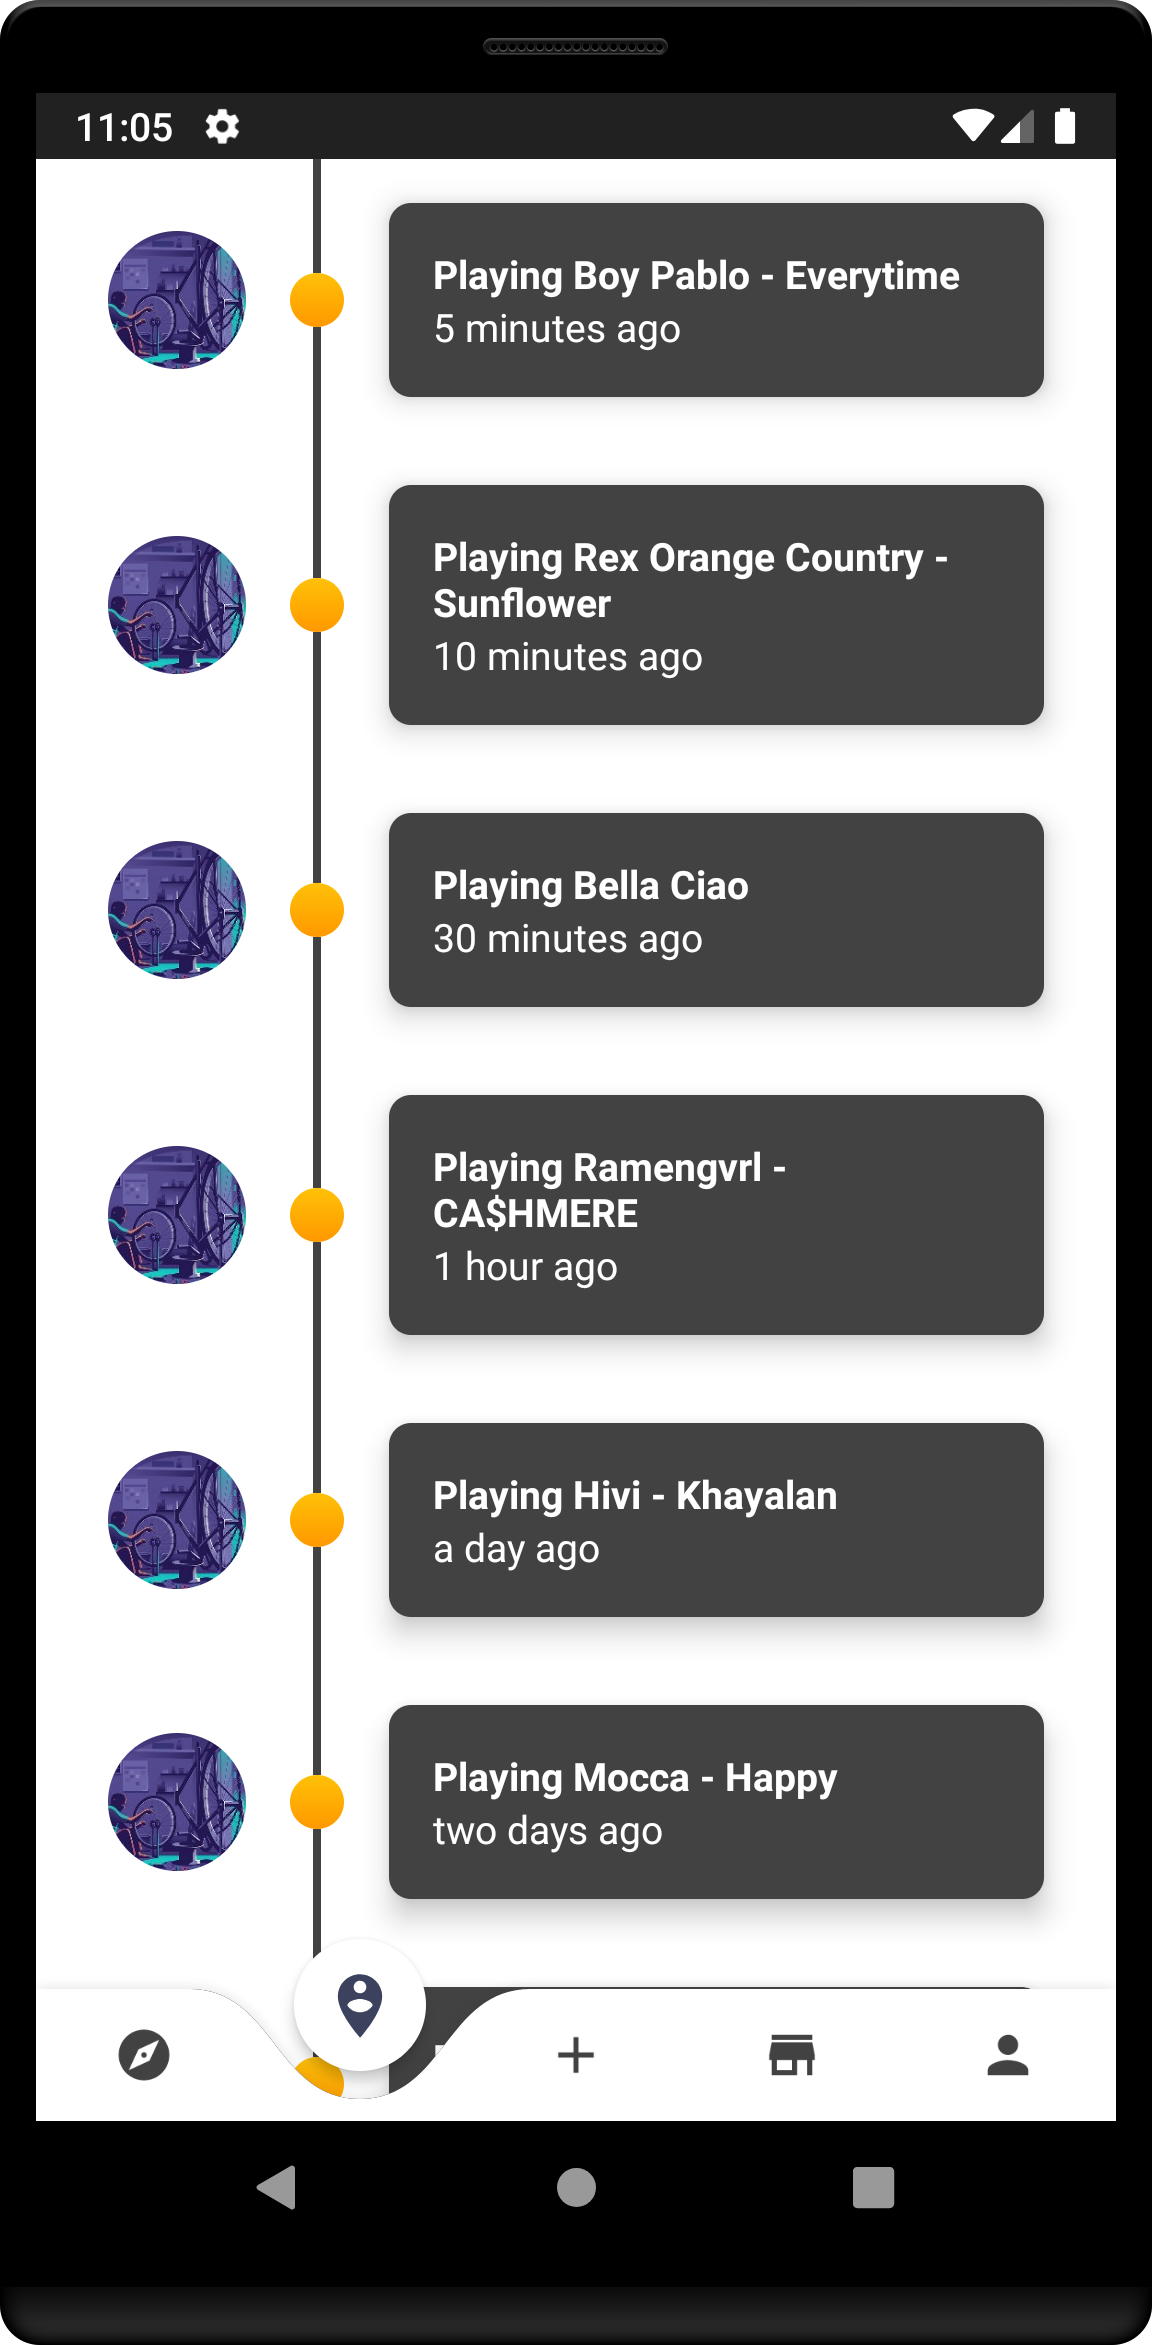 11:05
Playing Boy Pablo - Everytime
5 minutes ago
Playing Rex Orange Country -
Sunflower
10 minutes ago
Playing Bella Ciao
30 minutes ago
Playing Ramengvrl -
CA$HMERE
1 hour ago
Playing Hivi - Khayalan
a day ago
Playing Mocca - Happy
two days ago